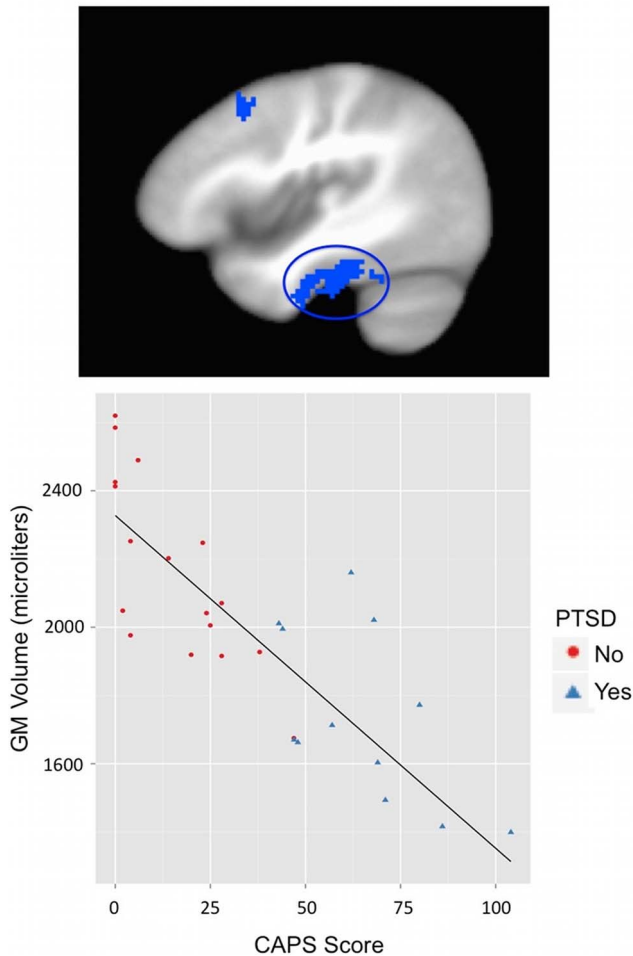 2400
2000
1600
GM Volume (microliters)
0 25 50 75 100
CAPS Score
PTSD
No
Yes